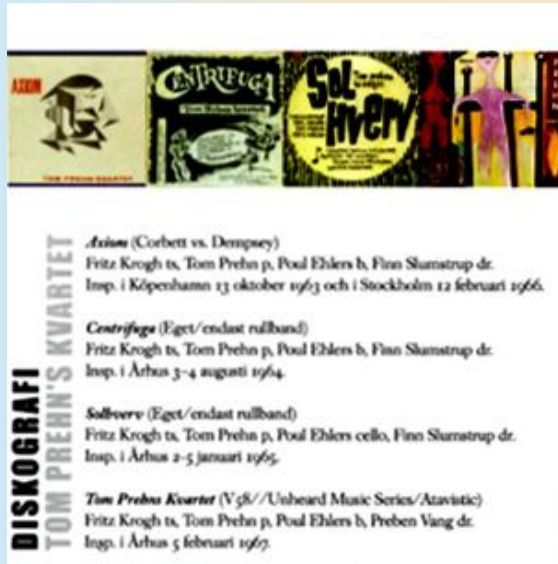 AXIOM
TOM PREHN QUARTET
CENTRIFUGA
Tom Prehns kvartet
Sol
hverv
DISKOGRAFI
TOM PREHN'S KVARTET
Axiom (Corbett vs. Dempsey)
Fritz Krogh ts, Tom Prehn p, Poul Ehlers b, Finn Slumstrup dr.
Insp. i Köpenhamn 13 oktober 1963 och i Stockholm 12 februari 1966.
Centrifuga (Eget/endast rullband)
Fritz Krogh ts, Tom Prehn p, Poul Ehlers b, Finn Slumstrup dr.
Insp. i Århus 3–4 augusti 1964.
Solhverv (Eget/endast rullband)
Fritz Krogh ts, Tom Prehn p, Poul Ehlers cello, Finn Slumstrup dr.
Insp. i Århus 2–5 januari 1965.
Tom Prehns Kvartet (V58//Unheard Music Series/Atavistic)
Fritz Krogh ts, Tom Prehn p, Poul Ehlers b, Preben Vang dr.
Insp. i Århus 5 februari 1967.